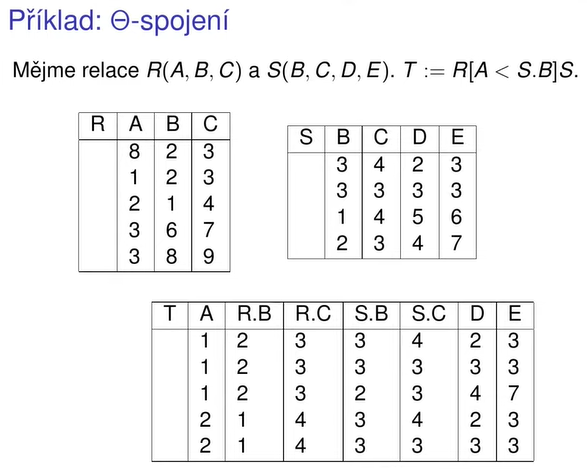 Příklad: Θ-spojení
Mějme relace R(A, B, C) a S(B, C, D, E). T := R[A < S.B]S.
R A B C
8 2 3
1 2 3
2 1 4
3 6 7
3 8 9
S B C D E
3 4 2 3
3 3 3 3
1 4 5 6
2 3 4 7
T A R.B R.C S.B S.C D E
1 2 3 3 4 2 3
1 2 3 3 3 3 3
1 2 3 2 3 4 7
2 1 4 3 4 2 3
2 1 4 3 3 3 3